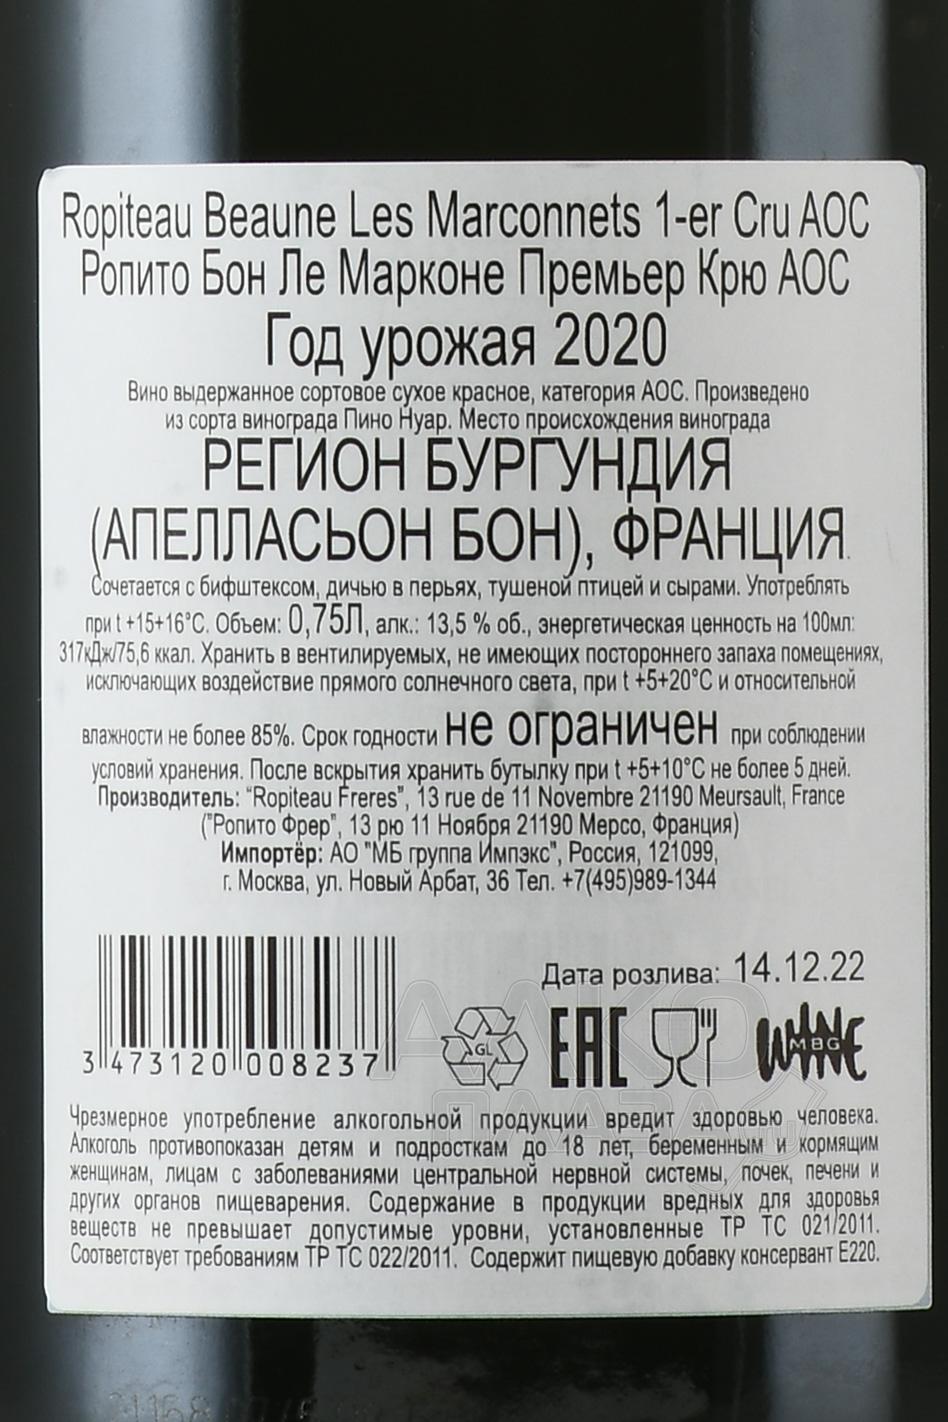 Ropiteau Beaune Les Marconnets 1-er Cru AOC
Ропито Бон Ле Марконе Премьер Крю АОС
Год урожая 2020
Вино выдержанное сортовое сухое красное, категория АОС. Произведено
из сорта винограда Пино Нуар. Место происхождения винограда
РЕГИОН БУРГУНДИЯ
(АПЕЛЛАСЬОН БОН), ФРАНЦИЯ.
Сочетается с бифштексом, дичью в перьях, тушеной птицей и сырами. Употреблять
при t +15+16°С. Объем: 0,75Л, алк.: 13,5 % об., энергетическая ценность на 100мл:
317кДж/75,6 ккал. Хранить в вентилируемых, не имеющих постороннего запаха помещениях,
исключающих воздействие прямого солнечного света, при t +5+20°С и относительной
влажности не более 85%. Срок годности не ограничен при соблюдении
условий хранения. После вскрытия хранить бутылку при t +5+10°С не более 5 дней.
Производитель: "Ropiteau Freres", 13 rue de 11 Novembre 21190 Meursault, France
("Ропито Фрер", 13 рю 11 Ноября 21190 Мерсо, Франция)
Импортёр: АО "МБ группа Импэкс", Россия, 121099,
г. Москва, ул. Новый Арбат, 36 Тел. +7(495)989-1344
Дата розлива: 14.12.22
3 473120 008237
GL
EAC
WINE
MBG
АЛКО
ПЛАЗА
Чрезмерное употребление алкогольной продукции вредит здоровью человека.
Алкоголь противопоказан детям и подросткам до 18 лет, беременным и кормящим
женщинам, лицам с заболеваниями центральной нервной системы, почек, печени и
других органов пищеварения. Содержание в продукции вредных для здоровья
веществ не превышает допустимые уровни, установленные ТР ТС 021/2011.
Соответствует требованиям ТР ТС 022/2011. Содержит пищевую добавку консервант Е220.